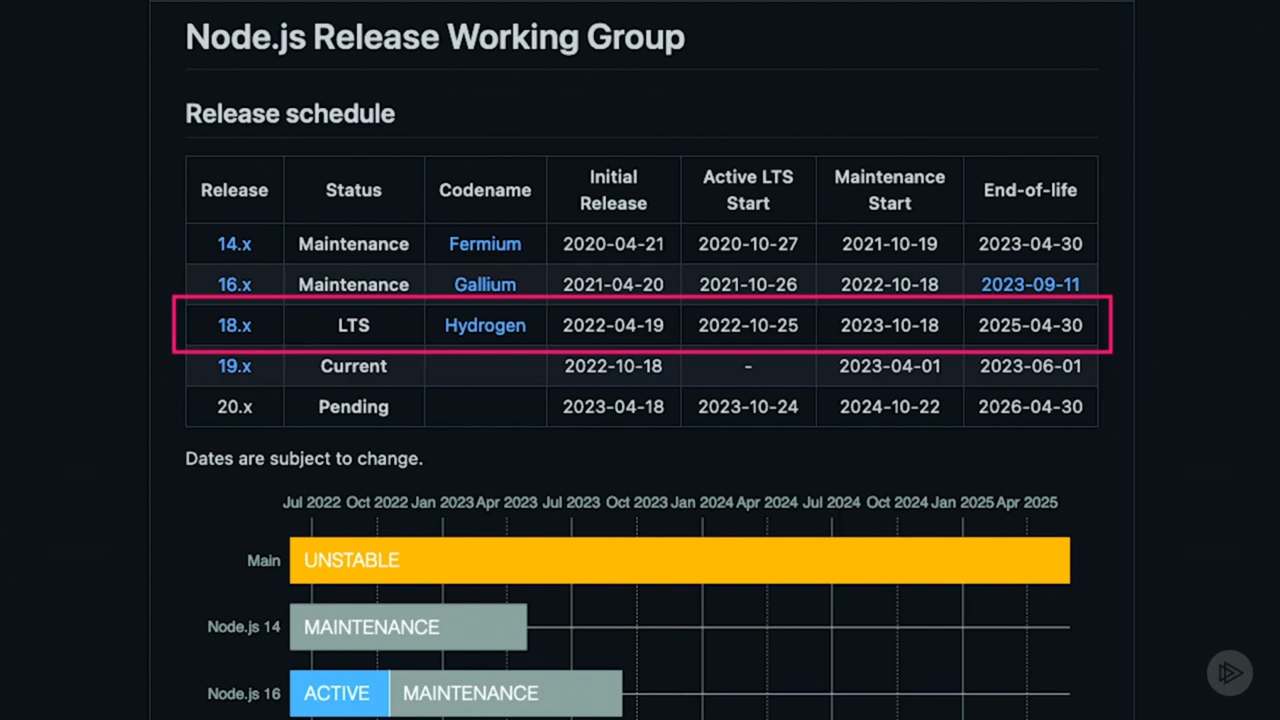 Node.js Release Working Group
Release schedule
Release Status Codename Initial Release Active LTS Start Maintenance Start End-of-life
14.x Maintenance Fermium 2020-04-21 2020-10-27 2021-10-19 2023-04-30
16.x Maintenance Gallium 2021-04-20 2021-10-26 2022-10-18 2023-09-11
18.x LTS Hydrogen 2022-04-19 2022-10-25 2023-10-18 2025-04-30
19.x Current 2022-10-18 - 2023-04-01 2023-06-01
20.x Pending 2023-04-18 2023-10-24 2024-10-22 2026-04-30
Dates are subject to change.
Jul 2022 Oct 2022 Jan 2023 Apr 2023 Jul 2023 Oct 2023 Jan 2024 Apr 2024 Jul 2024 Oct 2024 Jan 2025 Apr 2025
Main UNSTABLE
Node.js 14 MAINTENANCE
Node.js 16 ACTIVE MAINTENANCE